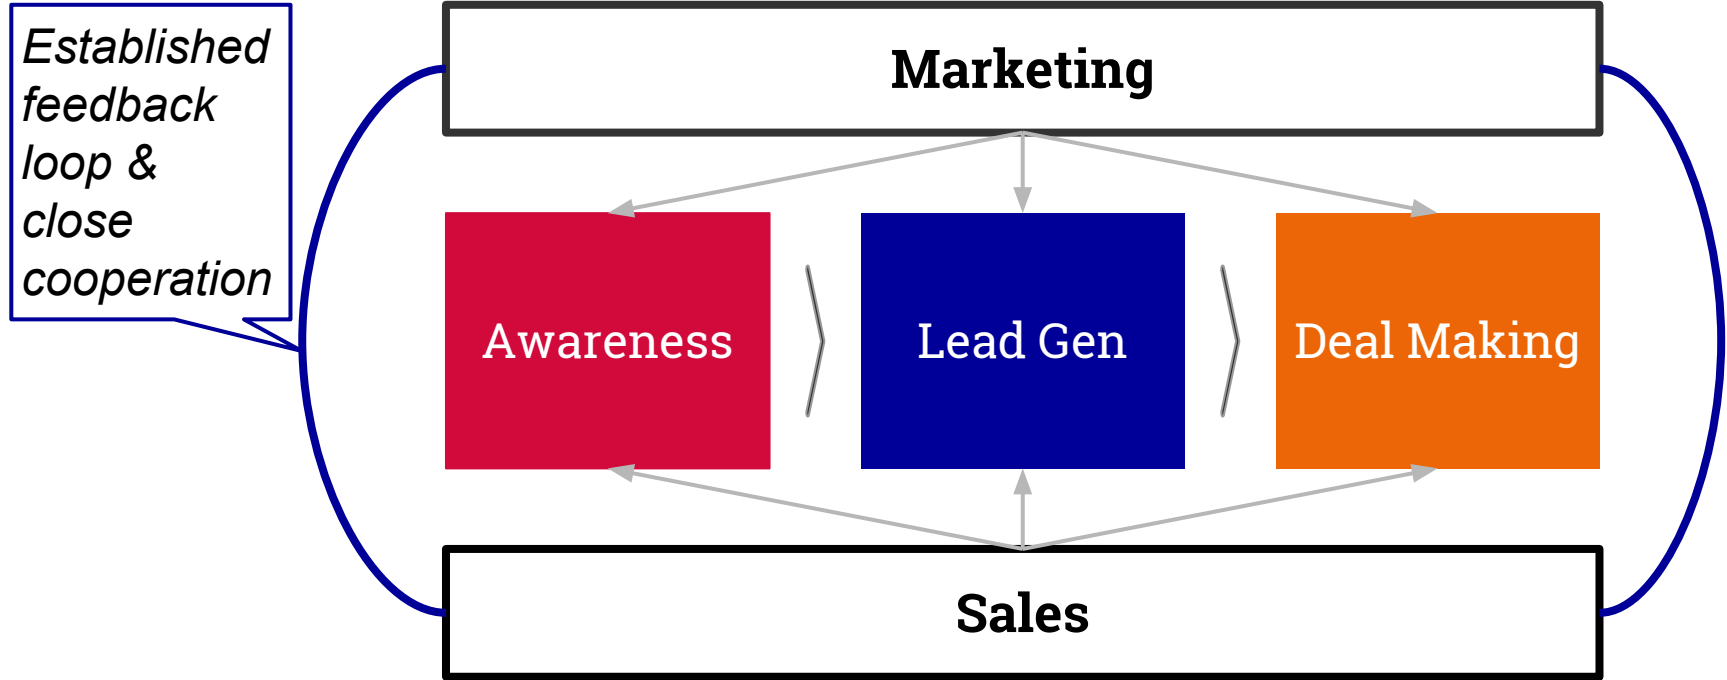 Established
feedback
loop &
close
cooperation
Marketing
Awareness
Lead Gen
Deal Making
Sales